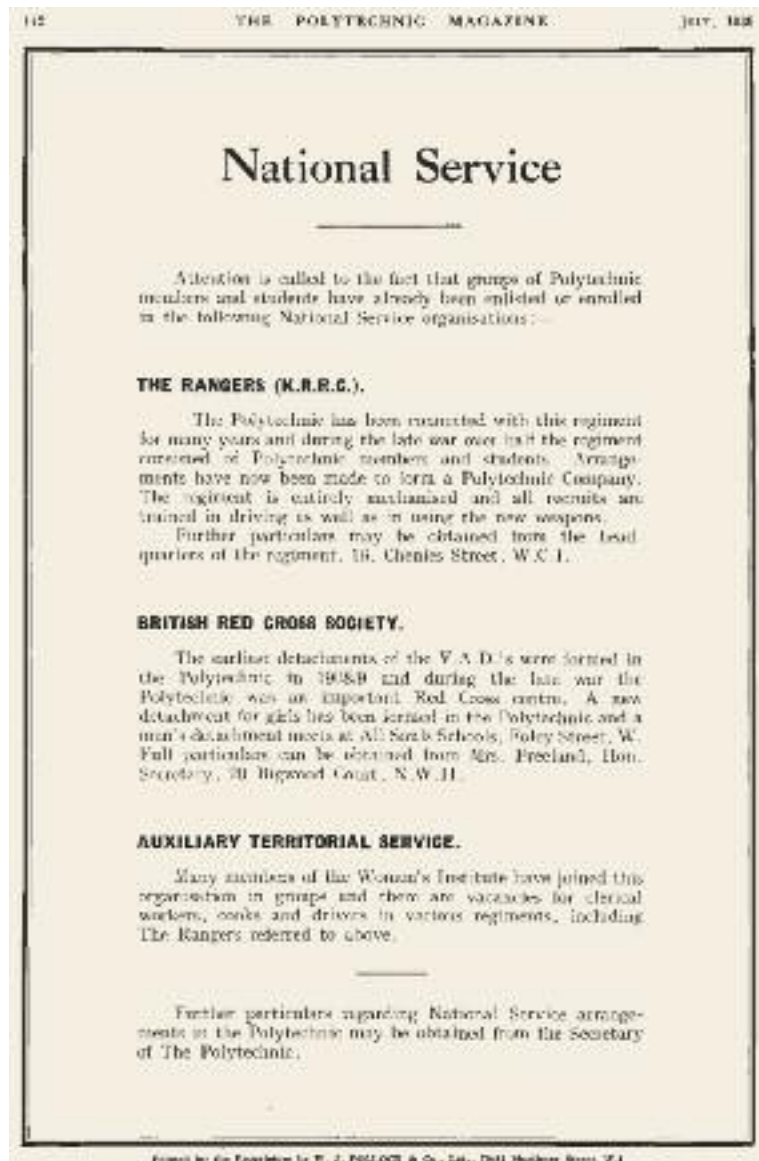 THE POLYTECHNIC MAGAZINE
National Service
Attention is called to the fact that groups of Polytechnic
members and students have already been enlisted or enrolled
in the following National Service organisations:—
THE RANGERS (K.R.R.C.).
The Polytechnic has been connected with this regiment
for many years and during the late war over half the regiment
consisted of Polytechnic members and students. Arrange-
ments have now been made to form a Polytechnic Company.
The regiment is entirely mechanised and all recruits are
trained in driving as well as in using the new weapons.
Further particulars may be obtained from the head-
quarters of the regiment, 16, Chenies Street, W.C.1.
BRITISH RED CROSS SOCIETY.
The earliest detachments of the V.A.D.'s were formed in
the Polytechnic in 1908/9 and during the late war the
Polytechnic was an important Red Cross centre. A new
detachment for girls has been formed in the Polytechnic and a
men's detachment meets at All Souls Schools, Foley Street, W.
Full particulars can be obtained from Mrs. Freeland, Hon.
Secretary, Bigwood Court, N.W.11.
AUXILIARY TERRITORIAL SERVICE.
Many members of the Women's Institute have joined this
organisation in groups and there are vacancies for clerical
workers, cooks and drivers in various regiments, including
The Rangers referred to above.
Further particulars regarding National Service arrange-
ments at the Polytechnic may be obtained from the Secretary
of The Polytechnic.